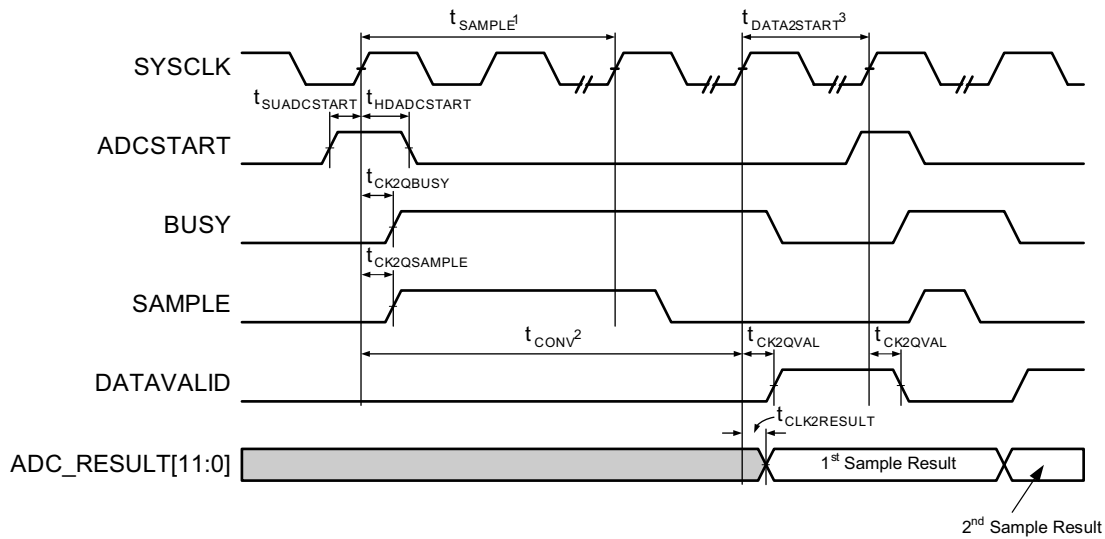 tSAMPLE1 tDATA2START3
SYSCLK
tSUADCSTART tHDADCSTART
ADCSTART
tCK2QBUSY
BUSY
tCK2QSAMPLE
SAMPLE
tCONV2 tCK2QVAL tCK2QVAL
DATAVALID
tCLK2RESULT
ADC_RESULT[11:0] 1st Sample Result
2nd Sample Result